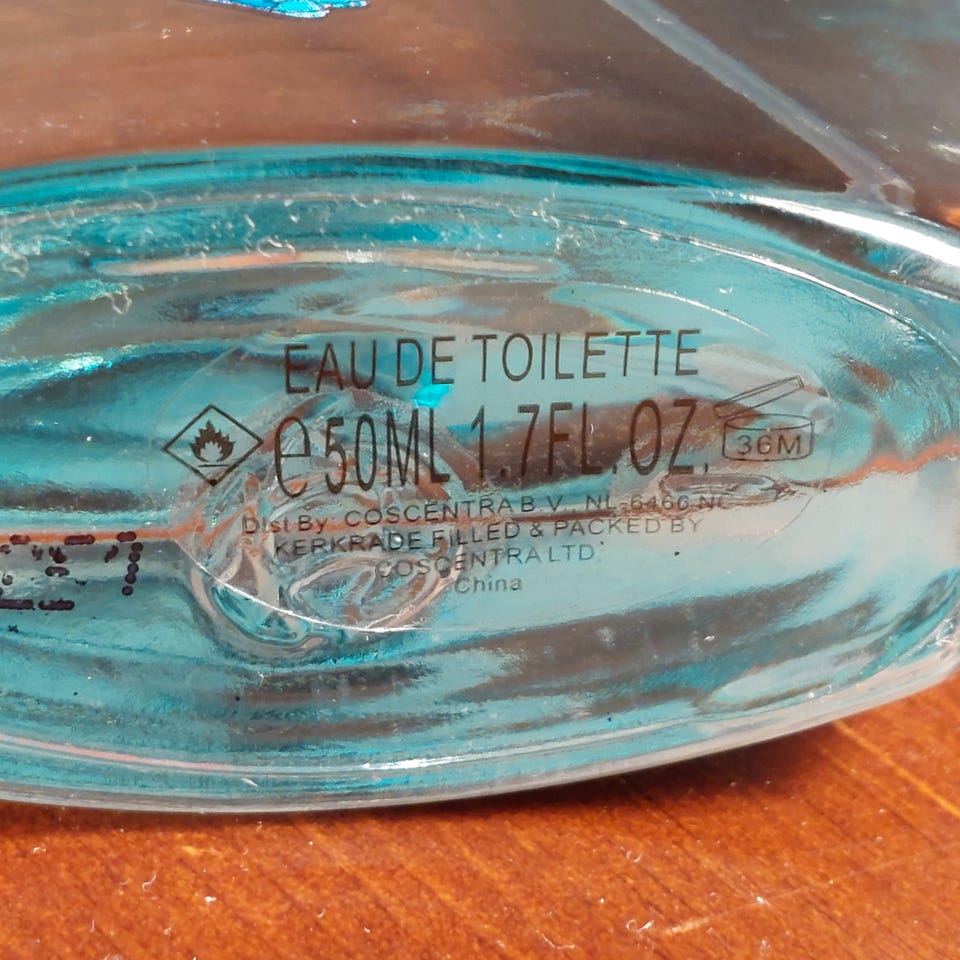 EAU DE TOILETTE
℮ 50ML 1.7FL.OZ.
36M
Dist By: COSCENTRA B.V., NL-6466 NC
KERKRADE FILLED & PACKED BY
COSCENTRA LTD.
China